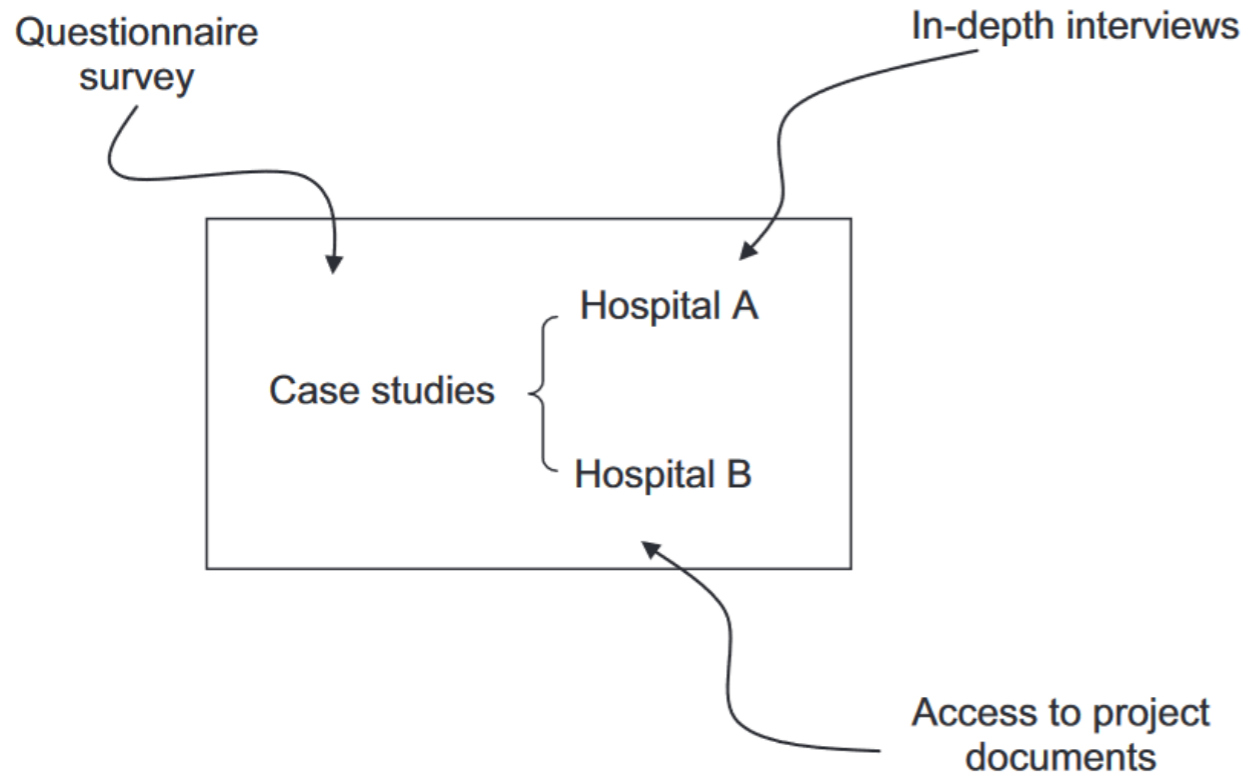 Questionnaire
survey
In-depth interviews
Hospital A
Case studies
Hospital B
Access to project
documents